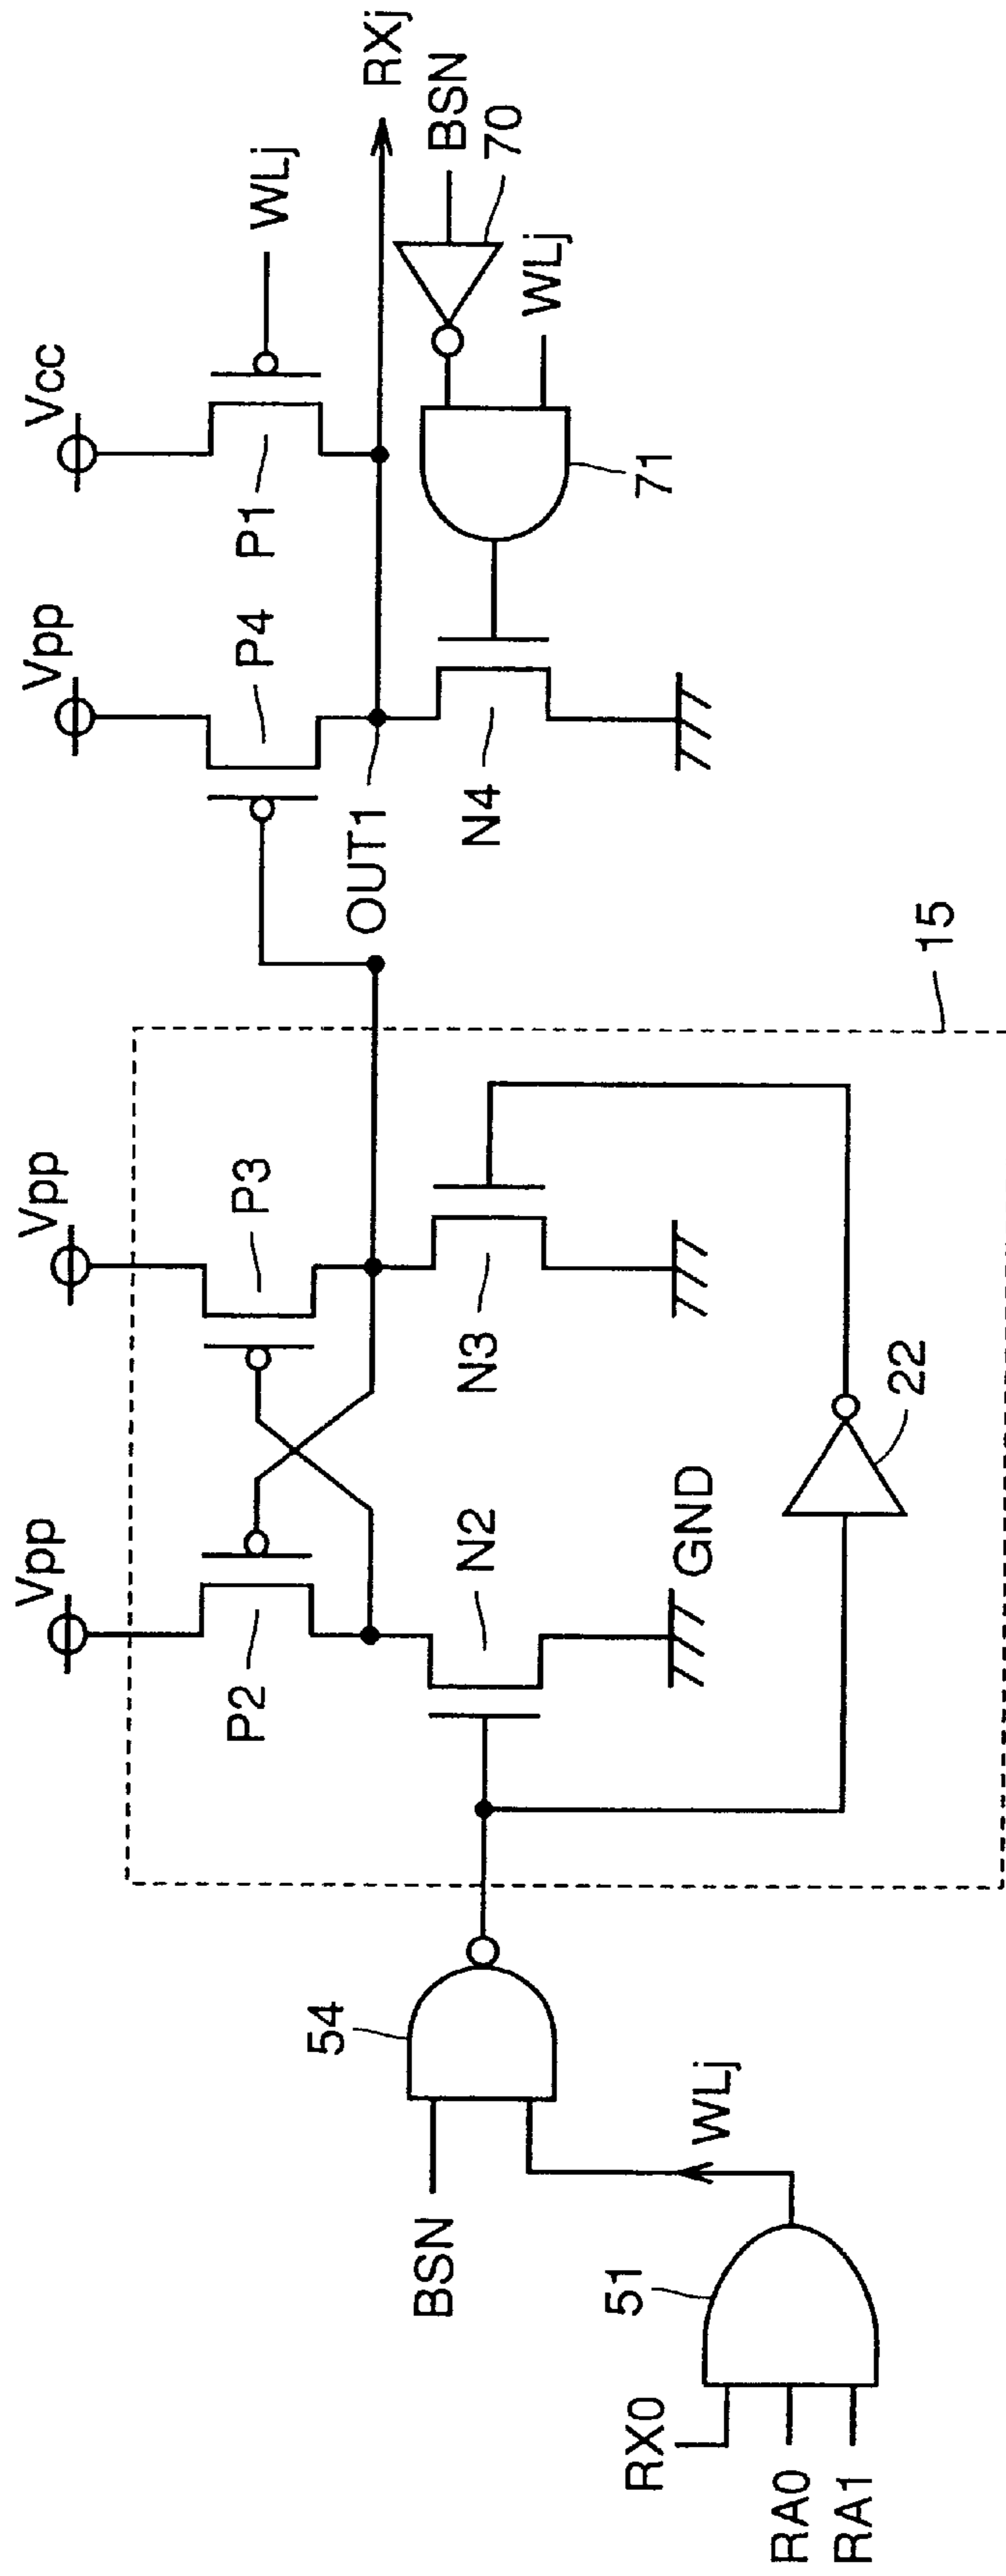 Vpp
Vpp
Vpp
Vcc
P2
P3
P4
P1
WLj
OUT1
RXj
BSN
70
WLj
71
N4
N2
N3
GND
22
15
54
BSN
WLj
51
RX0
RA0
RA1